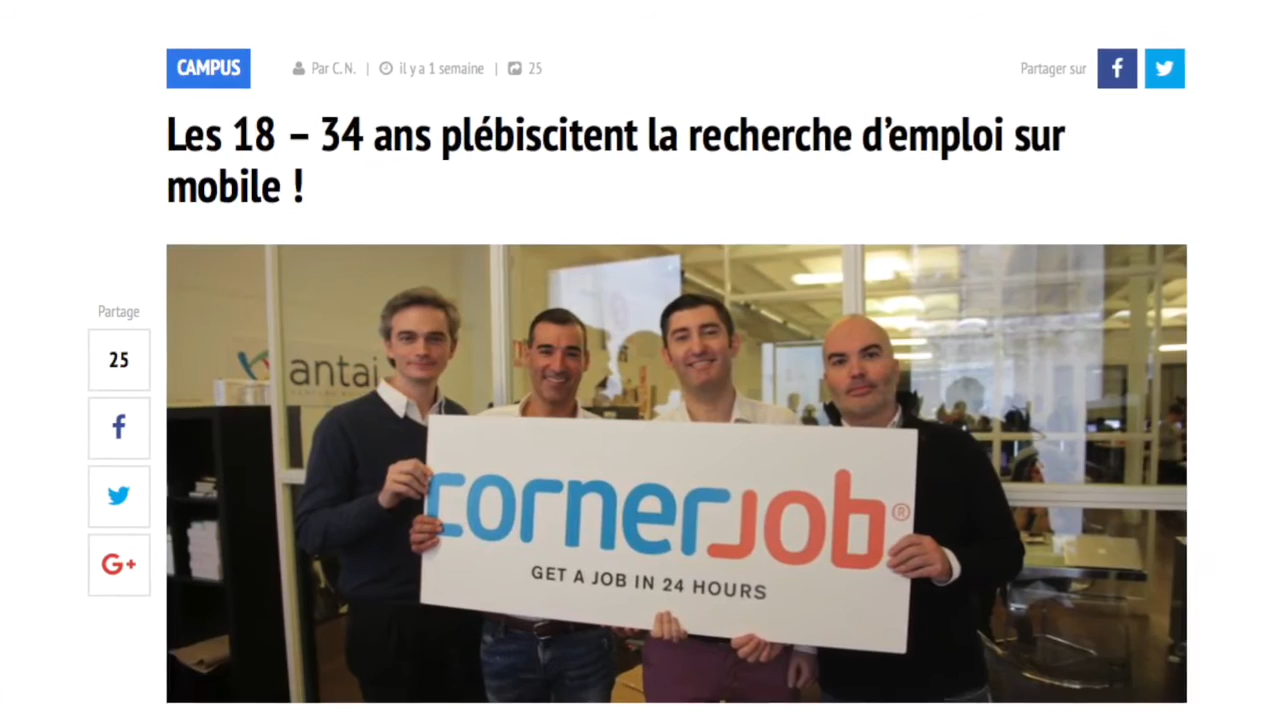 CAMPUS
Par C. N. | il y a 1 semaine | 25
Partager sur
Les 18 – 34 ans plébiscitent la recherche d’emploi sur
mobile !
Partage
25
G+
antai
cornerjob®
GET A JOB IN 24 HOURS